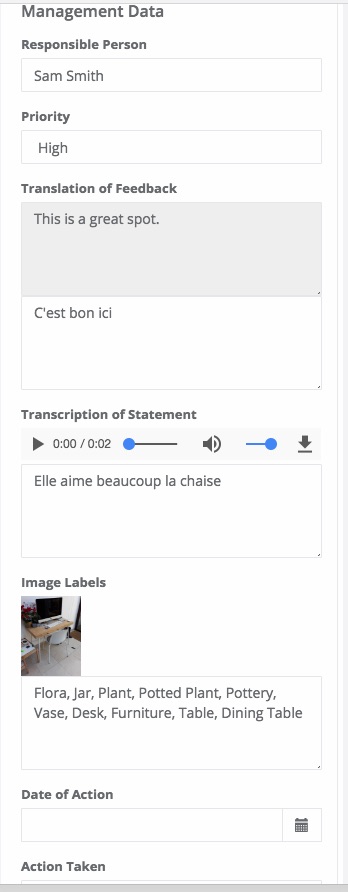 Management Data
Responsible Person
Sam Smith
Priority
High
Translation of Feedback
This is a great spot.
C'est bon ici
Transcription of Statement
0:00 / 0:02
Elle aime beaucoup la chaise
Image Labels
Flora, Jar, Plant, Potted Plant, Pottery,
Vase, Desk, Furniture, Table, Dining Table
Date of Action
Action Taken